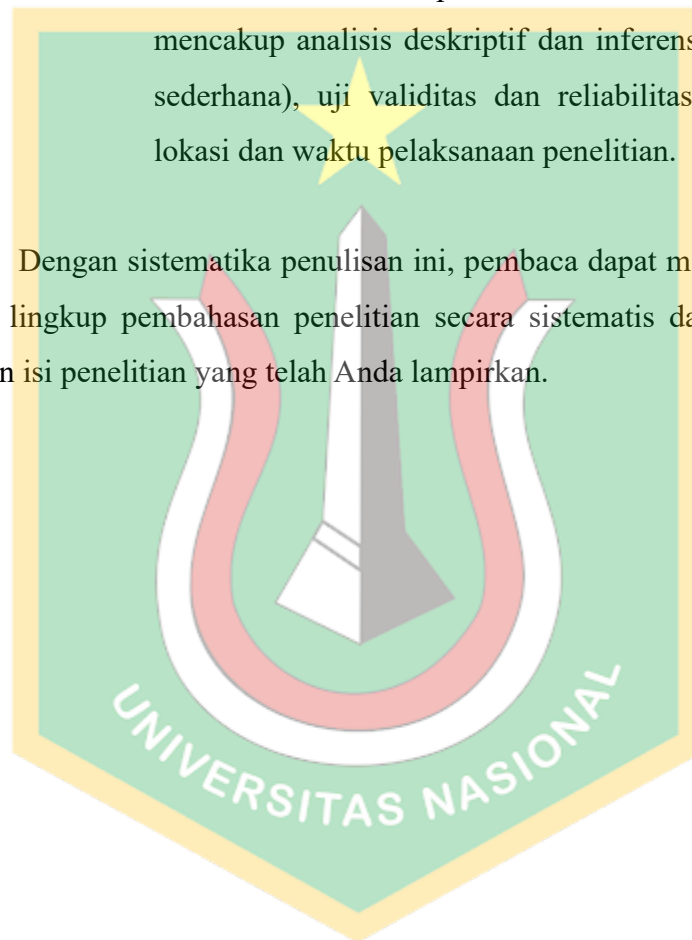 mencakup analisis deskriptif dan inferens
sederhana), uji validitas dan reliabilitas
lokasi dan waktu pelaksanaan penelitian.
Dengan sistematika penulisan ini, pembaca dapat m
lingkup pembahasan penelitian secara sistematis da
n isi penelitian yang telah Anda lampirkan.
UNIVERSITAS NASIONAL